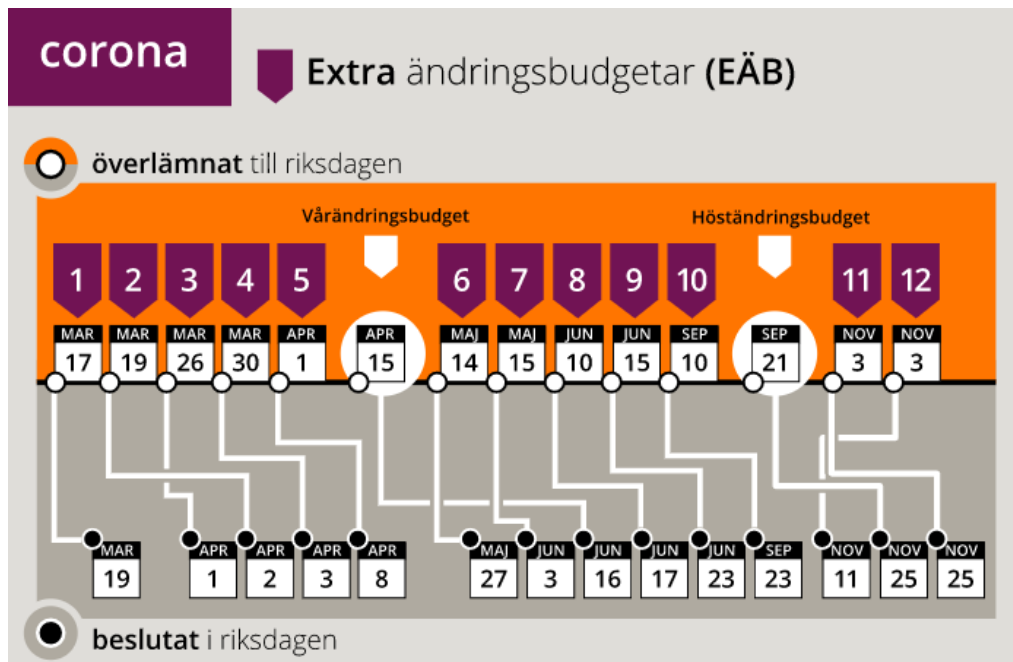 corona
Extra ändringsbudgetar (EÄB)
överlämnat till riksdagen
Vårändringsbudget Höständringsbudget
1 2 3 4 5 6 7 8 9 10 11 12
MAR MAR MAR MAR APR APR MAJ MAJ JUN JUN SEP SEP NOV NOV
17 19 26 30 1 15 14 15 10 15 10 21 3 3
MAR APR APR APR APR MAJ JUN JUN JUN JUN SEP NOV NOV NOV
19 1 2 3 8 27 3 16 17 23 23 11 25 25
beslutat i riksdagen